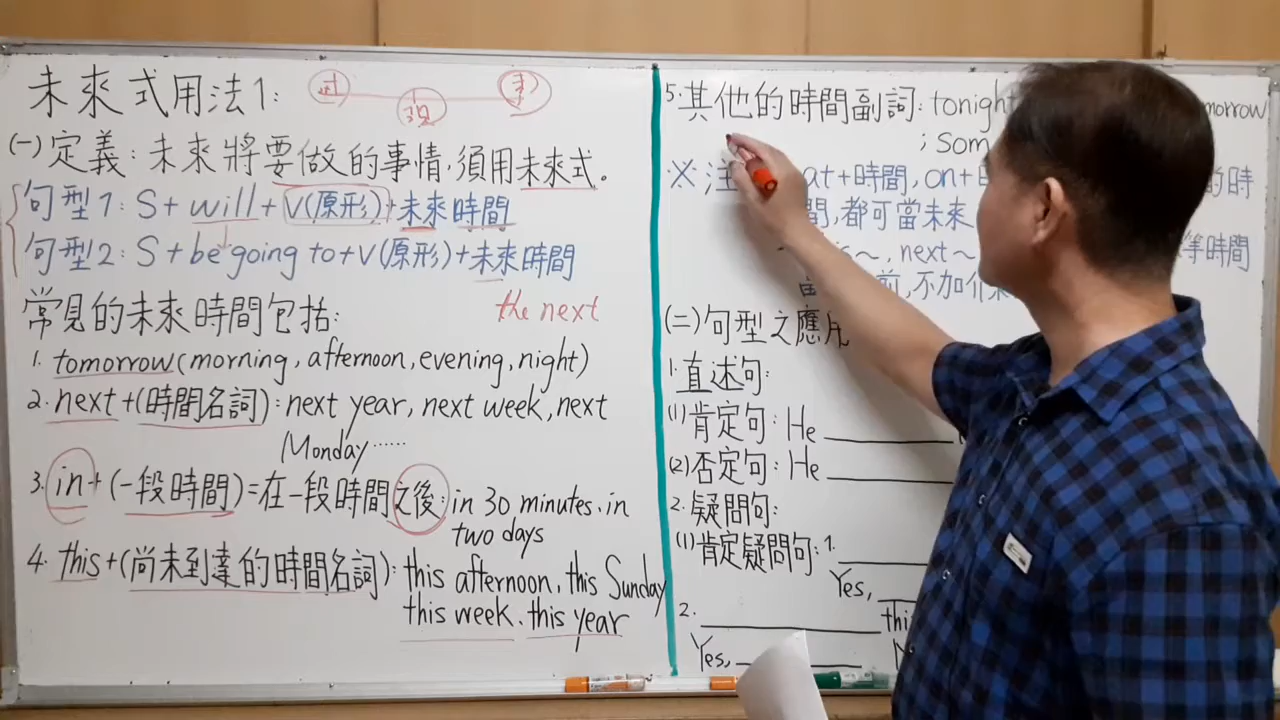 未來式用法1:
過 現 未
(一)定義:未來將要做的事情,須用未來式。
句型1:S+will+V(原形)+未來時間
句型2:S+be going to+V(原形)+未來時間
常見的未來時間包括:
the next
1. tomorrow(morning, afternoon, evening, night)
2. next+(時間名詞):next year, next week, next
Monday……
3. in+(一段時間)=在一段時間之後:in 30 minutes、in
two days
4. this+(尚未到達的時間名詞):this afternoon, this Sunday
this week、this year
5.其他的時間副詞:tonight morrow
; Som
※注 at+時間, on+ 的時
間,都可當未來
~, next~ 等時間
前,不加介
(二)句型之應
1.直述句:
(1)肯定句:He
(2)否定句:He
2.疑問句:
(1)肯定疑問句:1.
Yes,
2. thi
Yes,